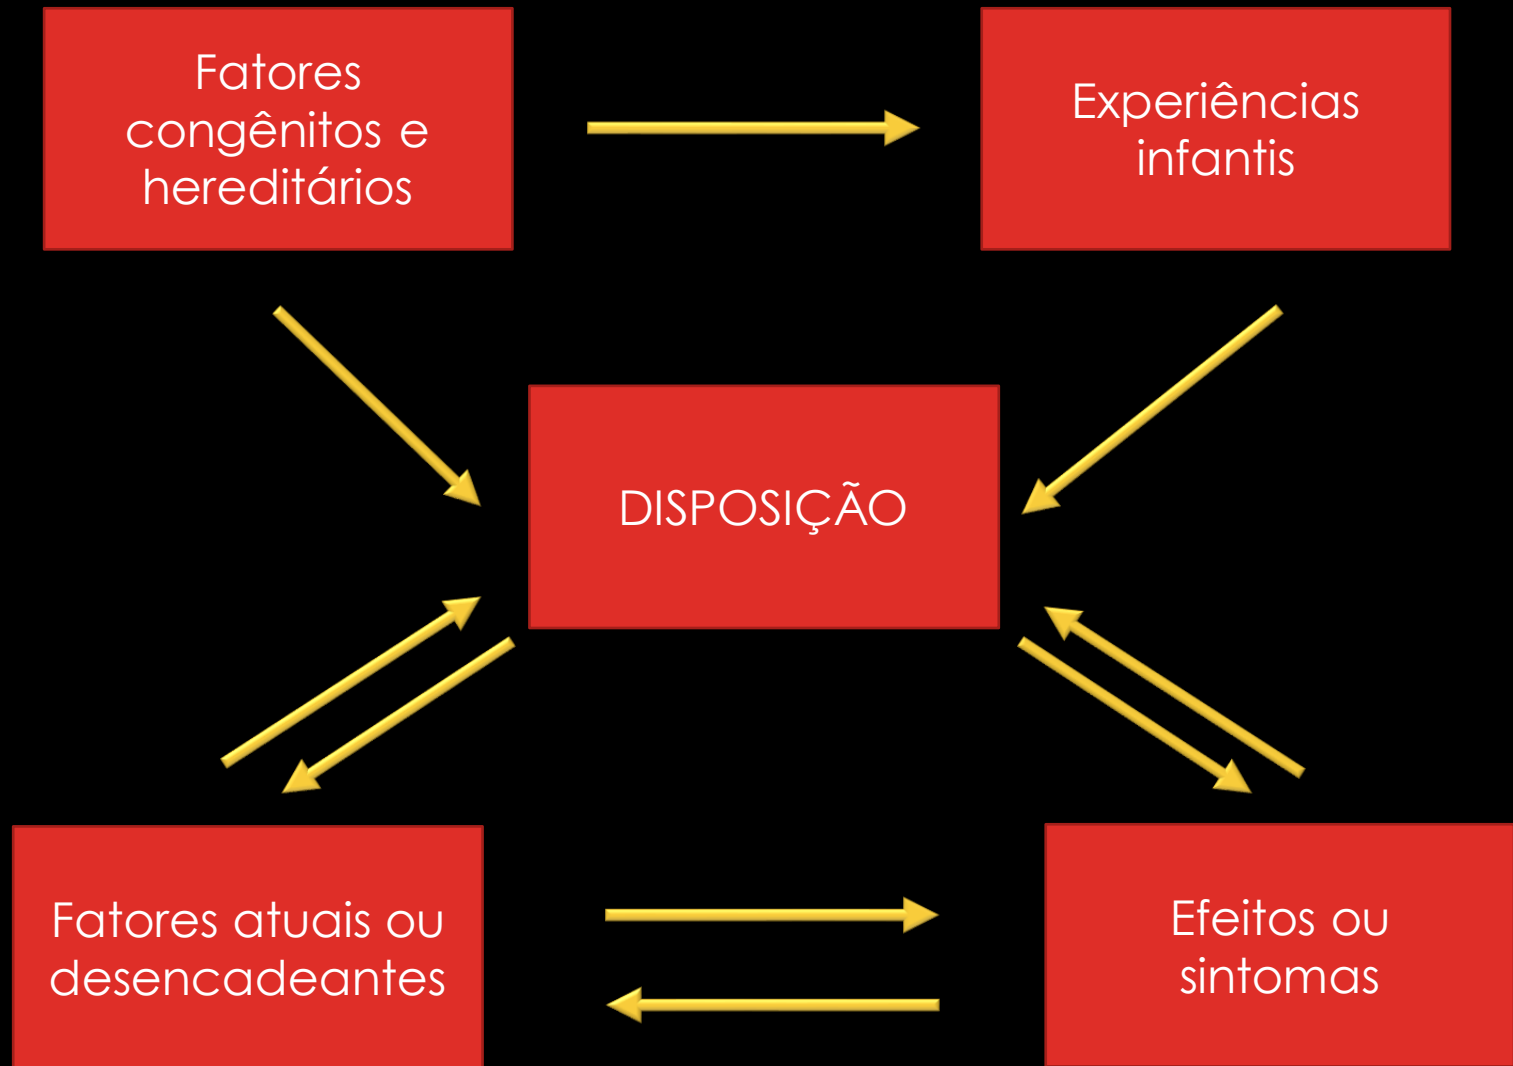 Fatores
congênitos e
hereditários
Experiências
infantis
DISPOSIÇÃO
Fatores atuais ou
desencadeantes
Efeitos ou
sintomas